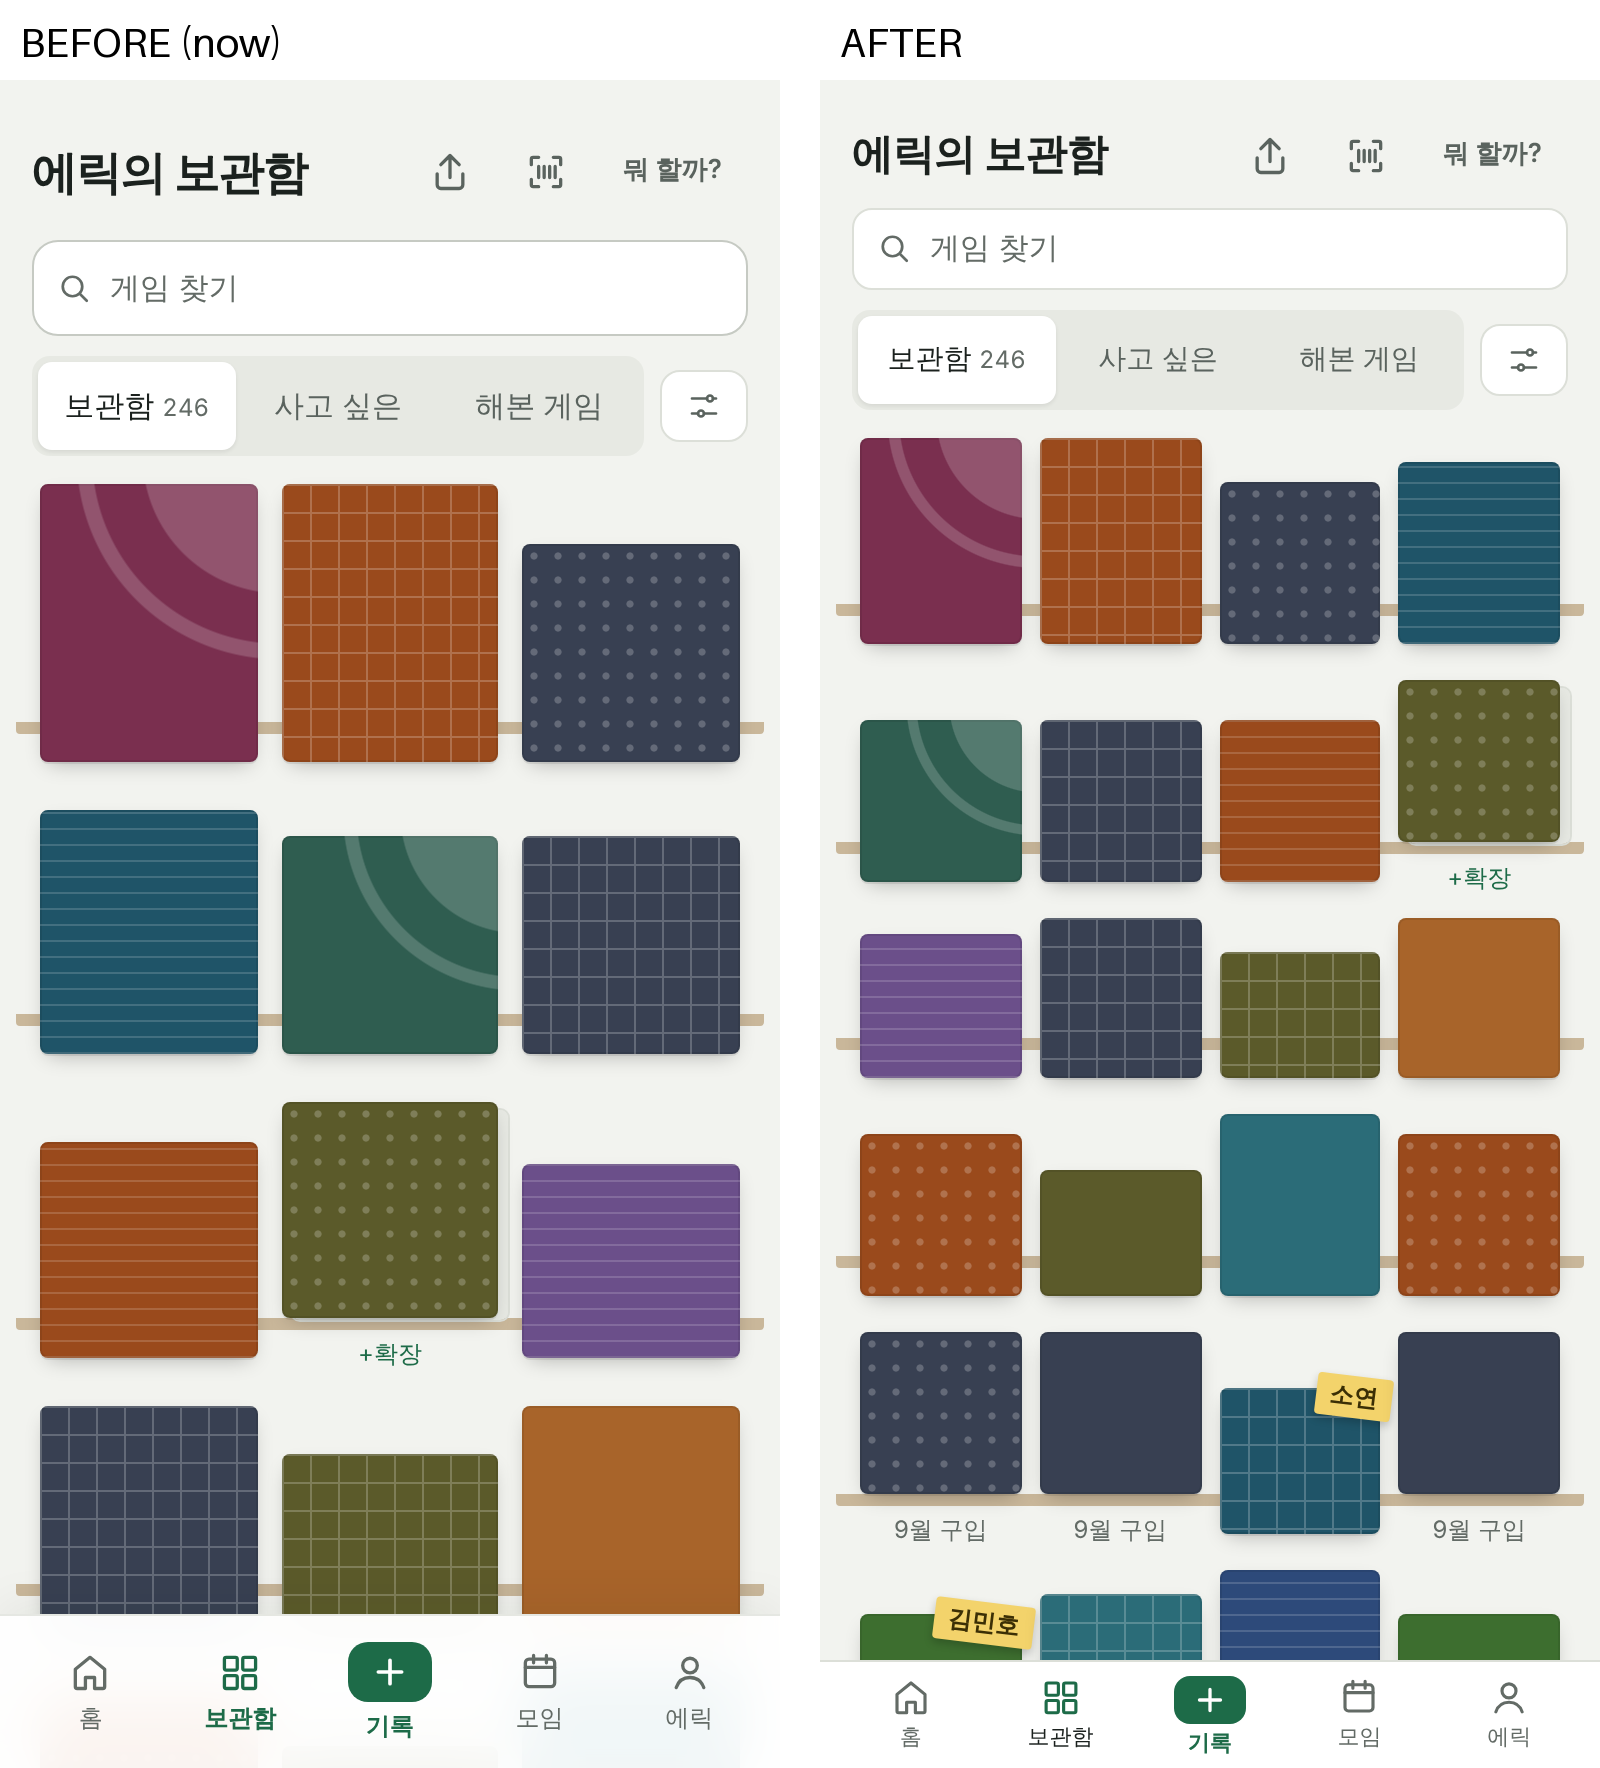 BEFORE (now)
에릭의 보관함
뭐 할까?
게임 찾기
보관함 246
사고 싶은
해본 게임
+확장
홈
보관함
기록
모임
에릭
AFTER
에릭의 보관함
뭐 할까?
게임 찾기
보관함 246
사고 싶은
해본 게임
+확장
소연
9월 구입
9월 구입
9월 구입
김민호
홈
보관함
기록
모임
에릭